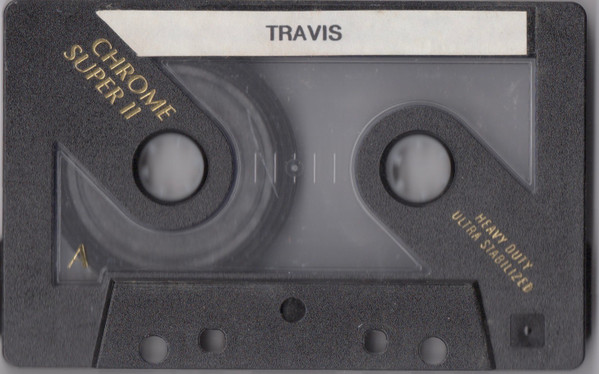 TRAVIS
CHROME
SUPER II
A
HEAVY DUTY
ULTRA STABILIZED